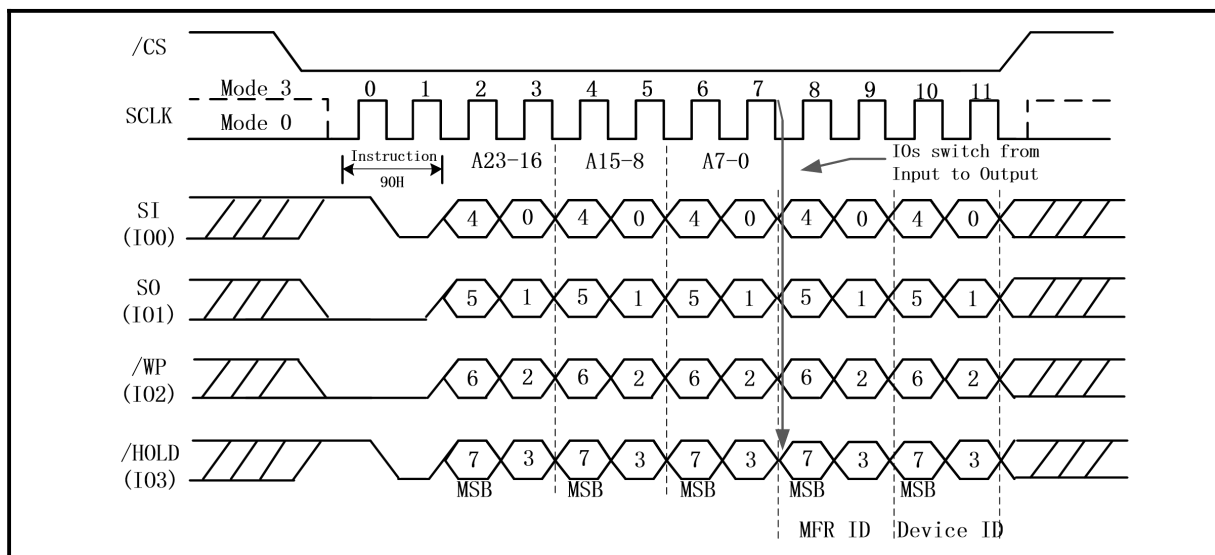 /CS
Mode 3
0 1 2 3 4 5 6 7 8 9 10 11
SCLK
Mode 0
Instruction
90H
A23-16 A15-8 A7-0
IOs switch from
Input to Output
SI
(IO0)
4 0 4 0 4 0 4 0 4 0
SO
(IO1)
5 1 5 1 5 1 5 1 5 1
/WP
(IO2)
6 2 6 2 6 2 6 2 6 2
/HOLD
(IO3)
7 3 7 3 7 3 7 3 7 3
MSB MSB MSB MSB MSB
MFR ID Device ID